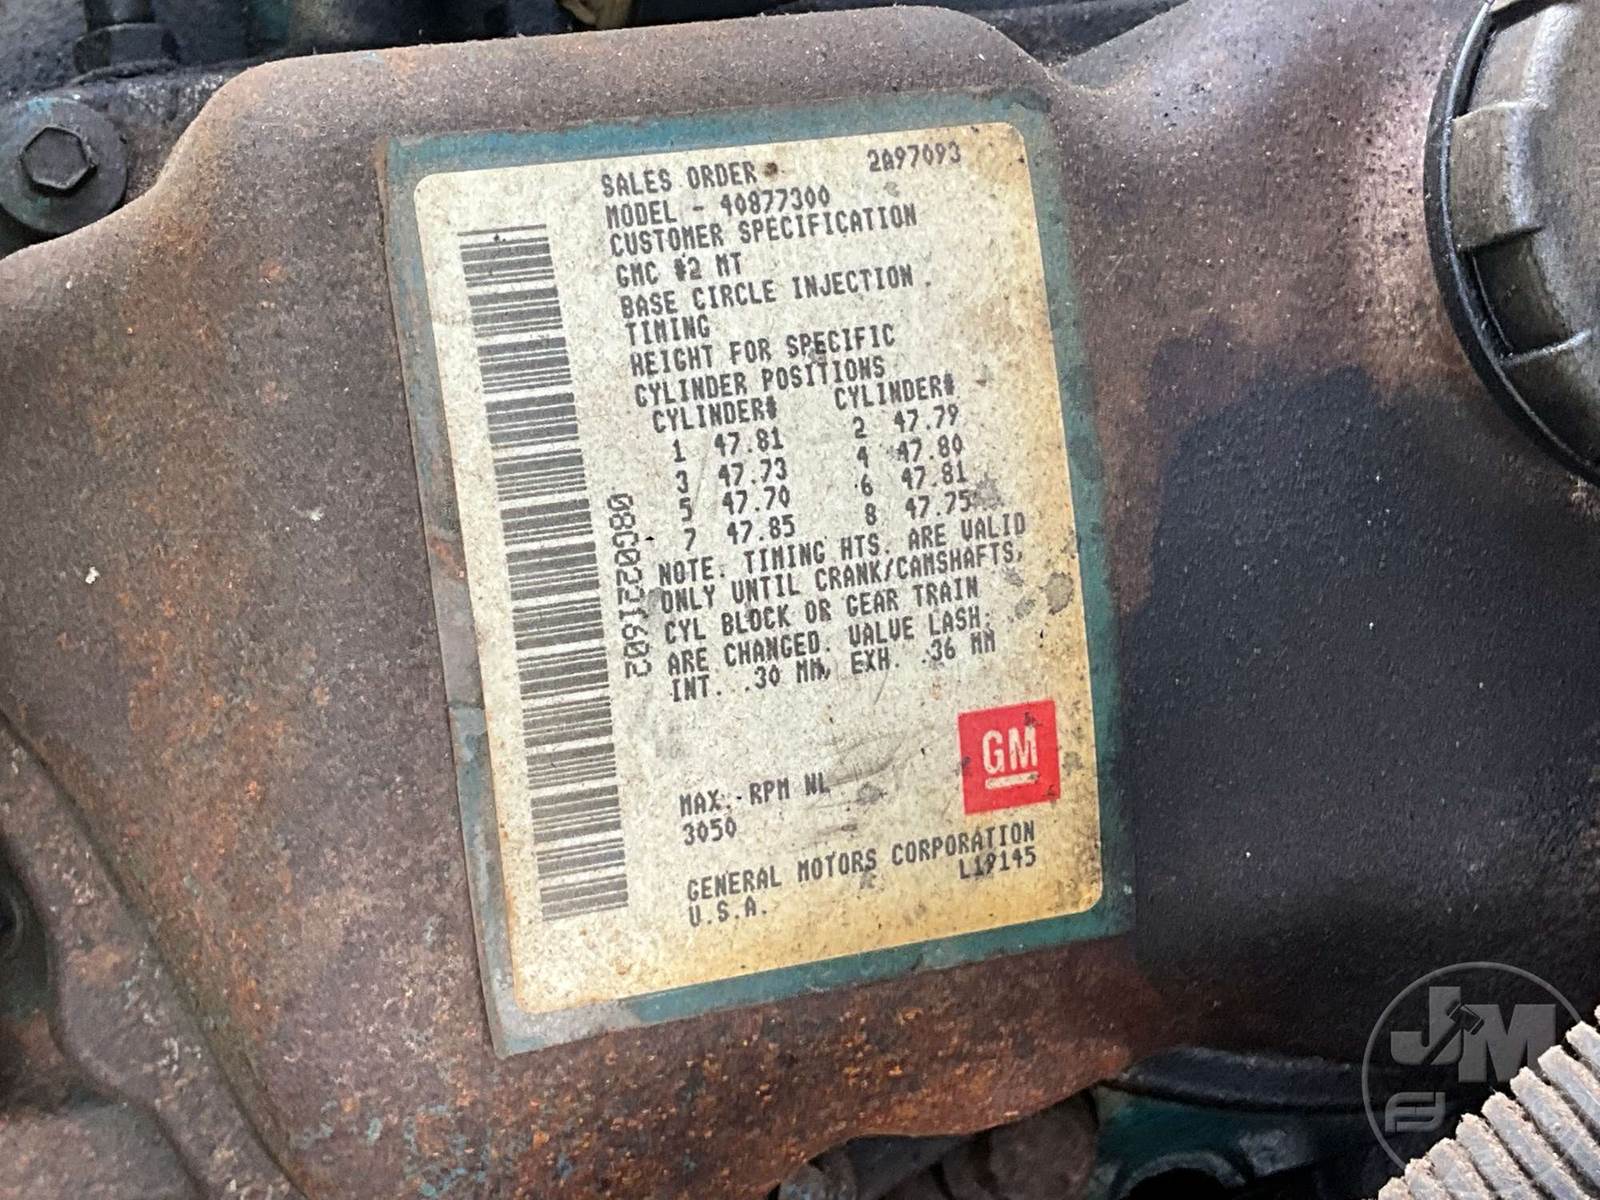 SALES ORDER 2A97093
MODEL - 40877300
CUSTOMER SPECIFICATION
GMC #2 MT
BASE CIRCLE INJECTION
TIMING
HEIGHT FOR SPECIFIC
CYLINDER POSITIONS
CYLINDER# CYLINDER#
1 47.81 2 47.79
3 47.73 4 47.80
5 47.70 6 47.81
7 47.85 8 47.75
NOTE. TIMING HTS. ARE VALID
ONLY UNTIL CRANK/CAMSHAFTS,
CYL BLOCK OR GEAR TRAIN
ARE CHANGED. VALVE LASH:
INT. .30 MM, EXH. .36 MM
08G0221602
GM
MAX. RPM NL
3050
GENERAL MOTORS CORPORATION
U.S.A. L19145
JM